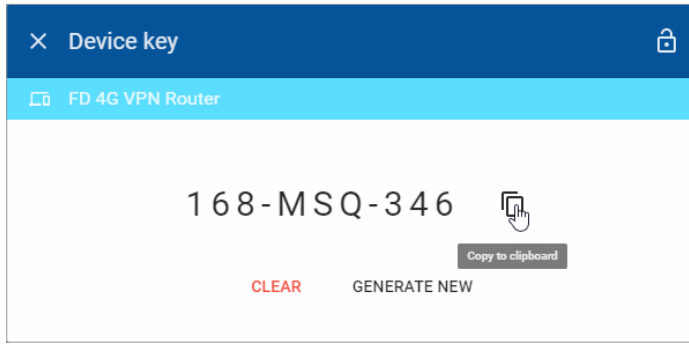 Device key
FD 4G VPN Router
168-MSQ-346
Copy to clipboard
CLEAR
GENERATE NEW